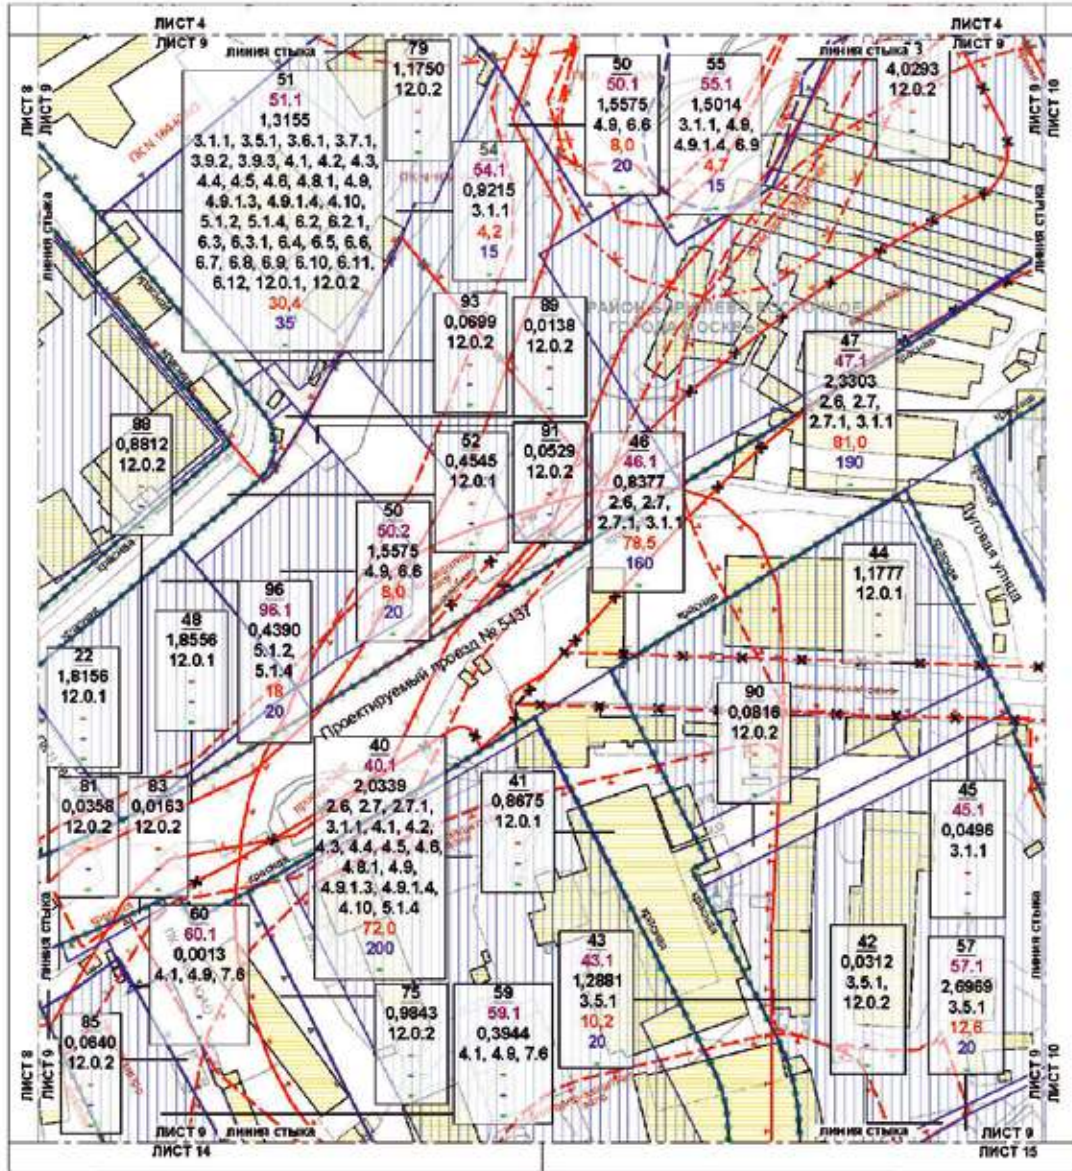 ЛИСТ 4
ЛИСТ 4
ЛИСТ 9
ЛИСТ 9
линия стыка
линия стыка
ЛИСТ 8
ЛИСТ 9
ЛИСТ 9
ЛИСТ 10
линия стыка
линия стыка
51
51.1
1,3155
3.1.1, 3.5.1, 3.6.1, 3.7.1,
3.9.2, 3.9.3, 4.1, 4.2, 4.3,
4.4, 4.5, 4.6, 4.8.1, 4.9,
4.9.1.3, 4.9.1.4, 4.10,
5.1.2, 5.1.4, 6.2, 6.2.1,
6.3, 6.3.1, 6.4, 6.5, 6.6,
6.7, 6.8, 6.9, 6.10, 6.11,
6.12, 12.0.1, 12.0.2
30,4
35
79
1,1750
12.0.2
54
54.1
0,9215
3.1.1
4,2
15
50
50.1
1,5575
4.9, 6.6
8,0
20
55
55.1
1,5014
3.1.1, 4.9,
4.9.1.4, 6.9
4,7
15
4,0293
12.0.2
93
0,0699
12.0.2
89
0,0138
12.0.2
47
47.1
2,3303
2.6, 2.7,
2.7.1, 3.1.1
81,0
190
88
0,8812
12.0.2
52
0,4545
12.0.1
91
0,0529
12.0.2
46
46.1
0,8377
2.6, 2.7,
2.7.1, 3.1.1
78,5
160
50
50.2
1,5575
4.9, 6.6
8,0
20
44
1,1777
12.0.1
Дуговая улица
красная
красная
красная
красная
Проектируемый проезд № 5437
96
96.1
0,4390
5.1.2,
5.1.4
18
20
48
1,8556
12.0.1
22
1,8156
12.0.1
90
0,0816
12.0.2
40
40.1
2,0339
2.6, 2.7, 2.7.1,
3.1.1, 4.1, 4.2,
4.3, 4.4, 4.5, 4.6,
4.8.1, 4.9,
4.9.1.3, 4.9.1.4,
4.10, 5.1.4
72,0
200
81
0,0358
12.0.2
83
0,0163
12.0.2
41
0,8675
12.0.1
45
45.1
0,0496
3.1.1
красная
красная
красная
60
60.1
0,0013
4.1, 4.9, 7.6
43
43.1
1,2881
3.5.1
10,2
20
42
0,0312
3.5.1,
12.0.2
57
57.1
2,6969
3.5.1
12,6
20
75
0,9843
12.0.2
59
59.1
0,3944
4.1, 4.9, 7.6
85
0,0640
12.0.2
линия стыка
линия стыка
ЛИСТ 8
ЛИСТ 9
ЛИСТ 9
ЛИСТ 10
ЛИСТ 9
линия стыка
линия стыка
ЛИСТ 9
ЛИСТ 14
ЛИСТ 15